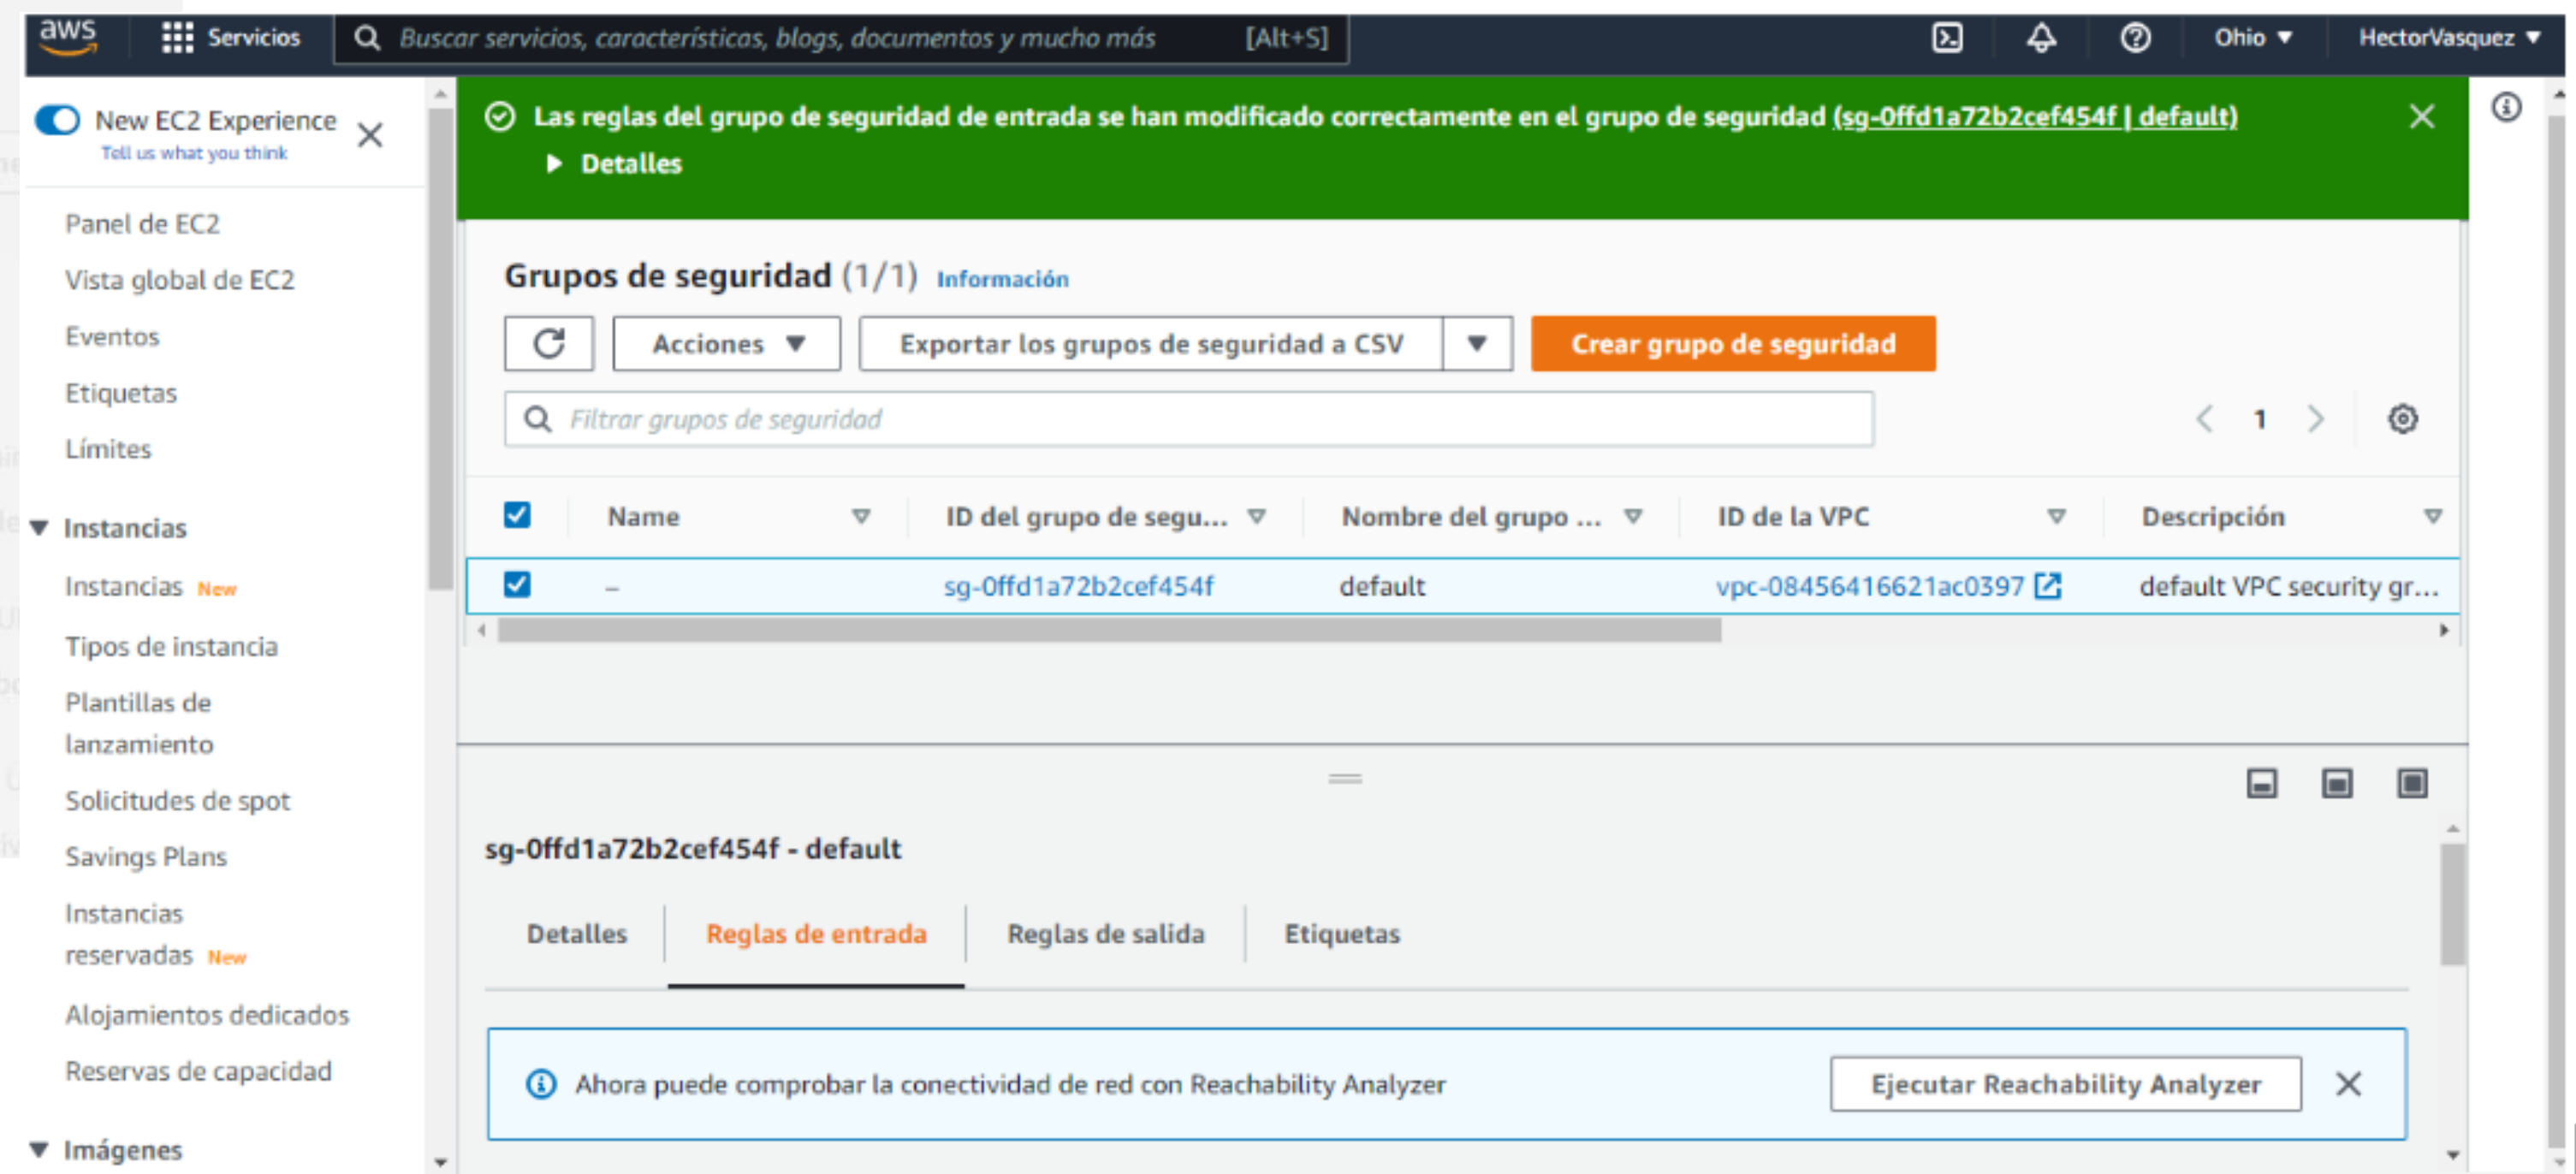 aws
Servicios
Buscar servicios, características, blogs, documentos y mucho más
[Alt+S]
Ohio
HectorVasquez
New EC2 Experience
Tell us what you think
Panel de EC2
Vista global de EC2
Eventos
Etiquetas
Límites
Instancias
Instancias New
Tipos de instancia
Plantillas de
lanzamiento
Solicitudes de spot
Savings Plans
Instancias
reservadas New
Alojamientos dedicados
Reservas de capacidad
Imágenes
Las reglas del grupo de seguridad de entrada se han modificado correctamente en el grupo de seguridad (sg-0ffd1a72b2cef454f | default)
Detalles
Grupos de seguridad (1/1) Información
Acciones
Exportar los grupos de seguridad a CSV
Crear grupo de seguridad
Filtrar grupos de seguridad
1
Name
ID del grupo de segu...
Nombre del grupo ...
ID de la VPC
Descripción
–
sg-0ffd1a72b2cef454f
default
vpc-08456416621ac0397
default VPC security gr...
sg-0ffd1a72b2cef454f - default
Detalles
Reglas de entrada
Reglas de salida
Etiquetas
Ahora puede comprobar la conectividad de red con Reachability Analyzer
Ejecutar Reachability Analyzer